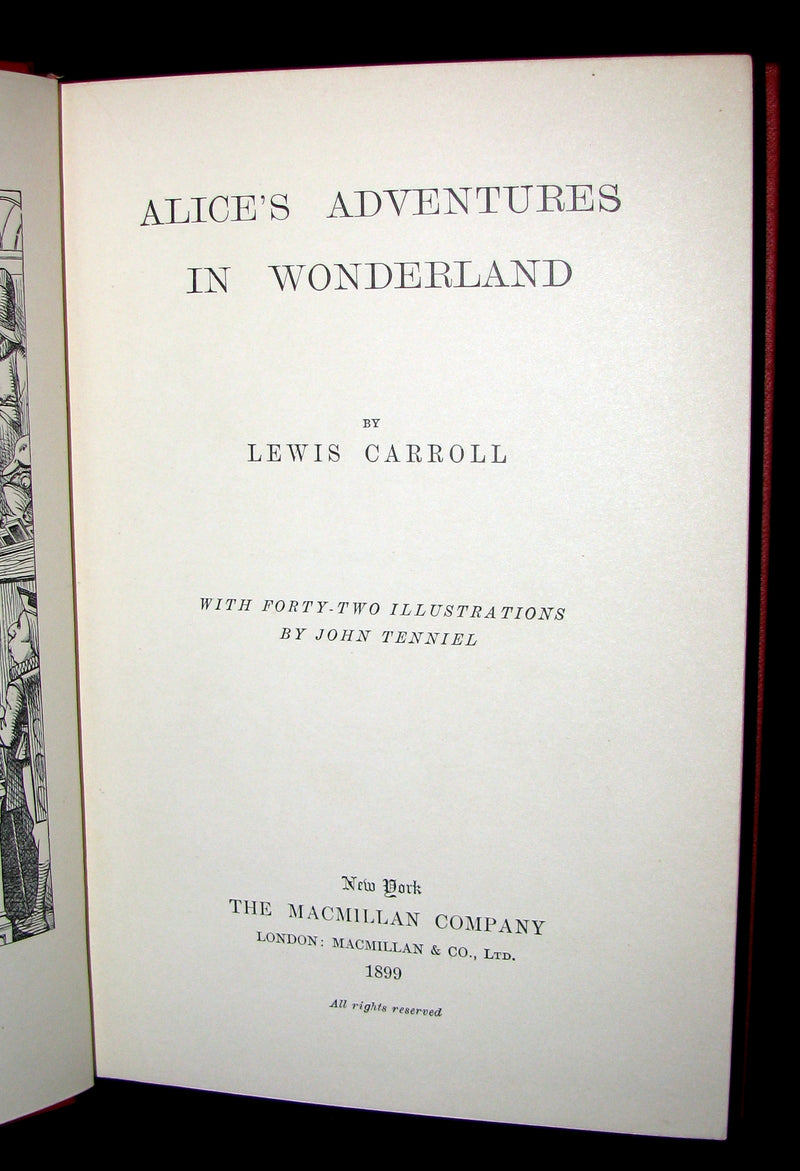 ALICE'S ADVENTURES
IN WONDERLAND
BY
LEWIS CARROLL
WITH FORTY-TWO ILLUSTRATIONS
BY JOHN TENNIEL
New York
THE MACMILLAN COMPANY
LONDON: MACMILLAN & CO., LTD.
1899
All rights reserved